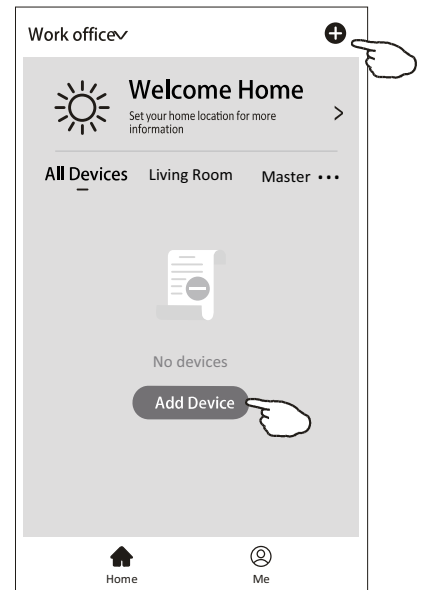 Work office
Welcome Home
Set your home location for more
information
All Devices Living Room Master
No devices
Add Device
Home Me